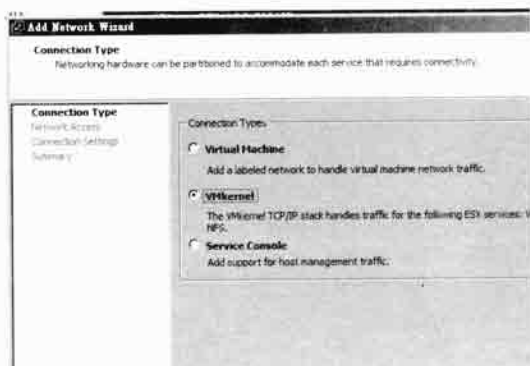 Add Network Wizard
Connection Type
Networking hardware can be partitioned to accommodate each service that requires connectivity.
Connection Type
Network Access
Connection Settings
Summary
Connection Types
Virtual Machine
Add a labeled network to handle virtual machine network traffic.
VMkernel
The VMkernel TCP/IP stack handles traffic for the following ESX services:
NFS.
Service Console
Add support for host management traffic.